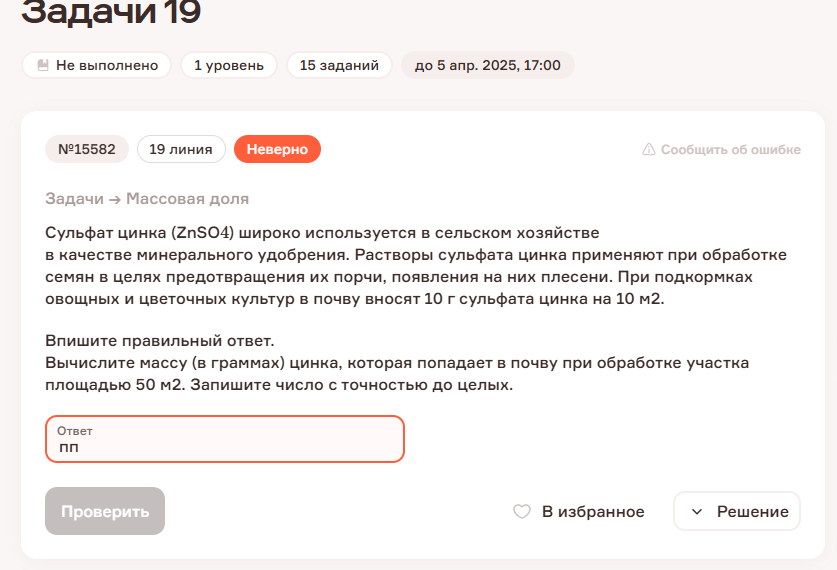 Задачи 19
Не выполнено 1 уровень 15 заданий до 5 апр. 2025, 17:00
№15582 19 линия Неверно Сообщить об ошибке
Задачи → Массовая доля
Сульфат цинка (ZnSO4) широко используется в сельском хозяйстве
в качестве минерального удобрения. Растворы сульфата цинка применяют при обработке
семян в целях предотвращения их порчи, появления на них плесени. При подкормках
овощных и цветочных культур в почву вносят 10 г сульфата цинка на 10 м2.
Впишите правильный ответ.
Вычислите массу (в граммах) цинка, которая попадает в почву при обработке участка
площадью 50 м2. Запишите число с точностью до целых.
Ответ
пп
Проверить В избранное Решение